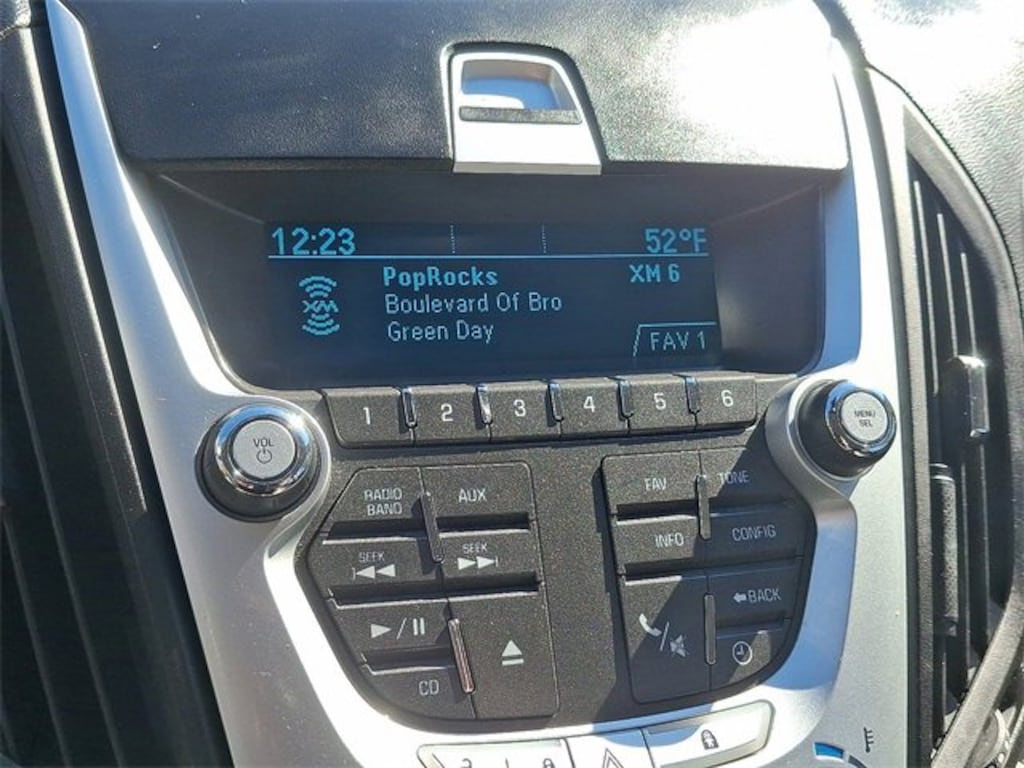 12:23 52°F
PopRocks XM 6
XM
Boulevard Of Bro
Green Day
FAV 1
1 2 3 4 5 6
VOL
MENU
SEL
RADIO
BAND
AUX
FAV
TONE
SEEK
SEEK
INFO
CONFIG
BACK
CD